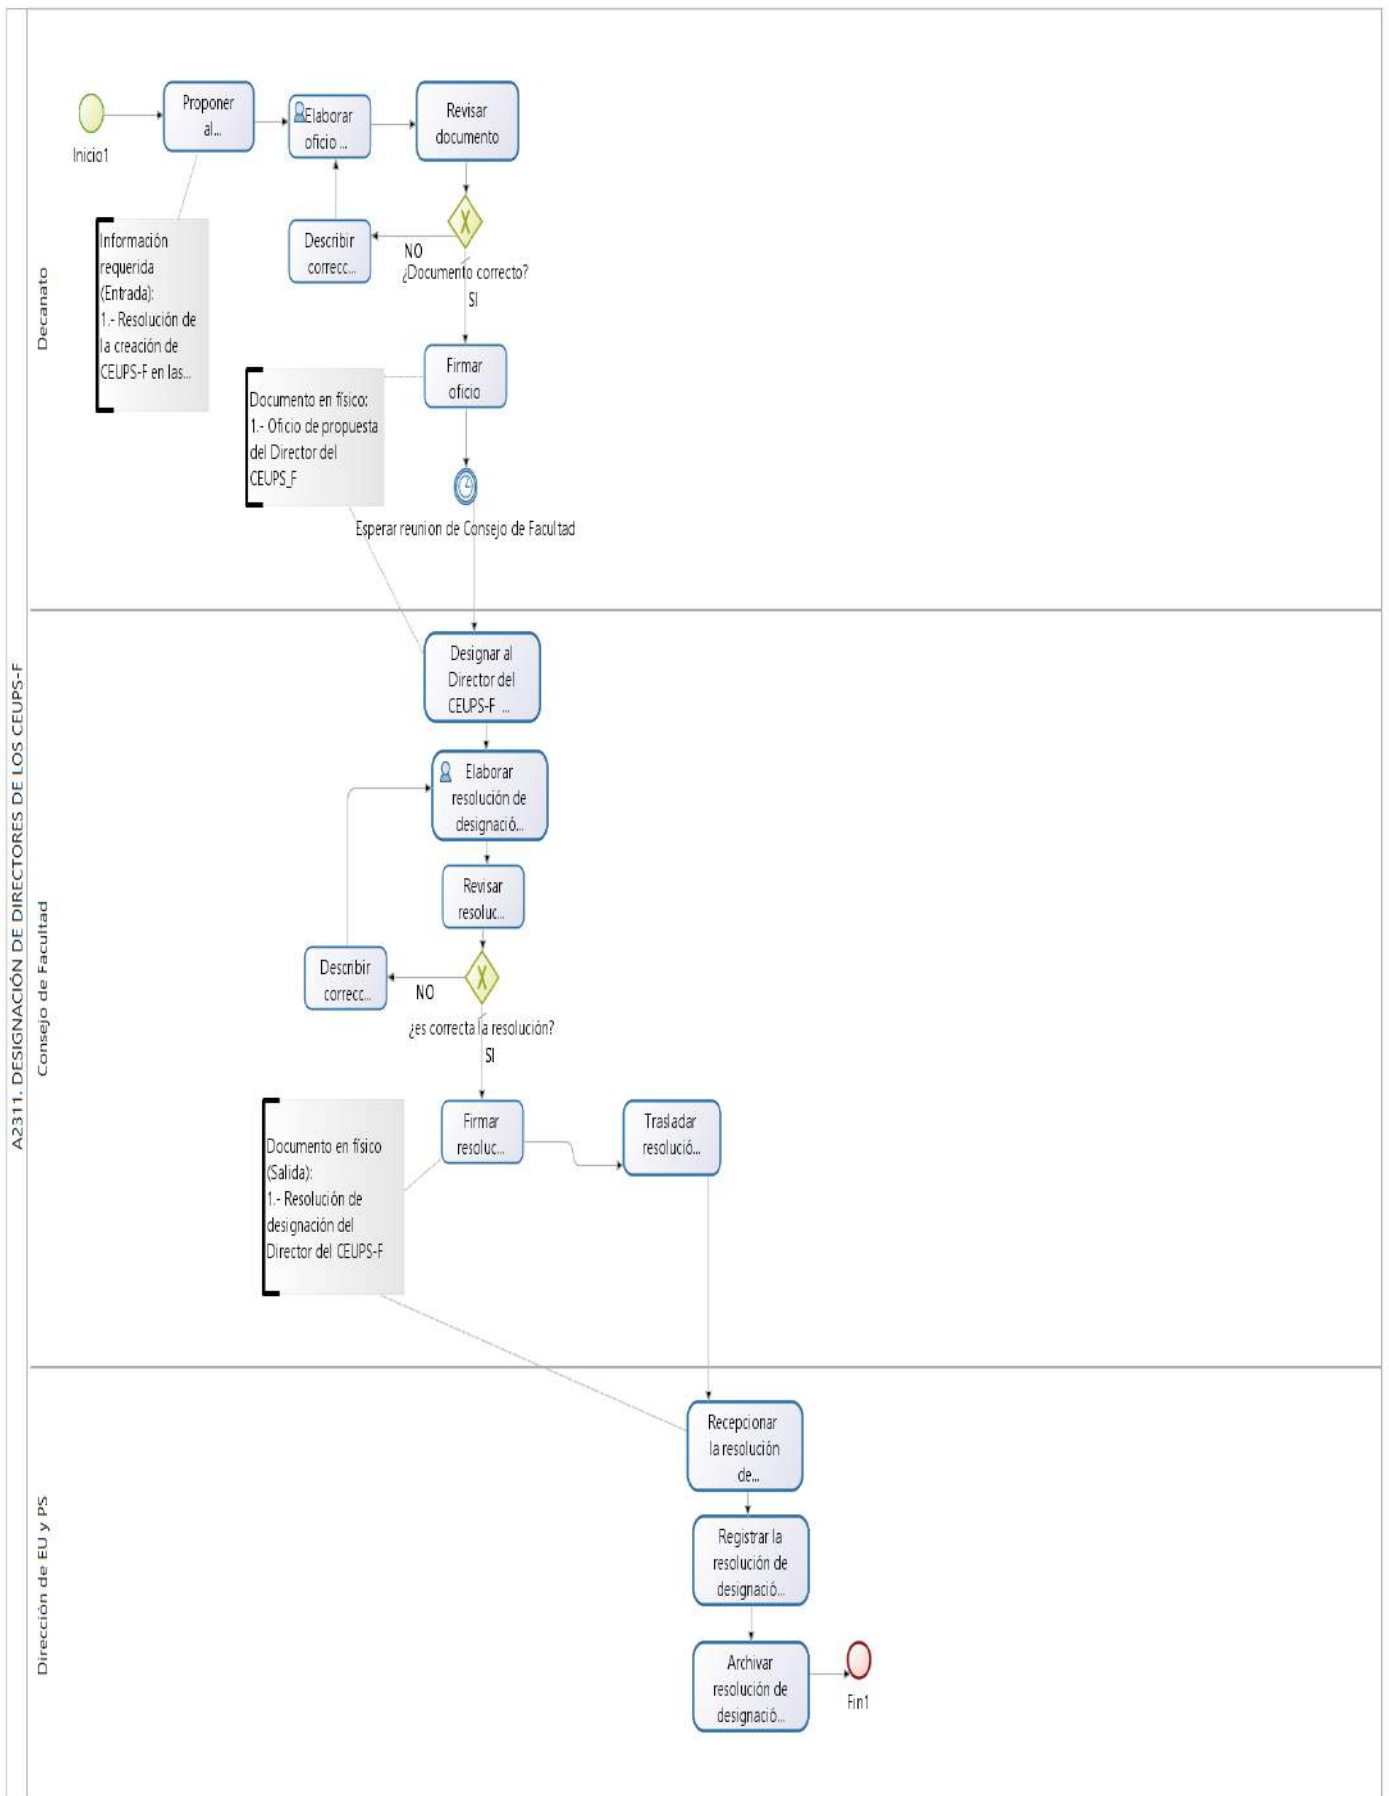 A2311. DESIGNACIÓN DE DIRECTORES DE LOS CEUPS-F
Decanato
Inicio1
Proponer
al...
Elaborar
oficio ...
Revisar
documento
Información
requerida
(Entrada):
1.- Resolución de
la creación de
CEUPS-F en las...
Describir
correcc...
NO
¿Documento correcto?
SI
Firmar
oficio
Documento en físico:
1.- Oficio de propuesta
del Director del
CEUPS_F
Esperar reunion de Consejo de Facultad
Consejo de Facultad
Designar al
Director del
CEUPS-F ...
Elaborar
resolución de
designació...
Revisar
resoluc...
Describir
correcc...
NO
¿es correcta la resolución?
SI
Firmar
resoluc...
Trasladar
resolució...
Documento en físico
(Salida):
1.- Resolución de
designación del
Director del CEUPS-F
Dirección de EU y PS
Recepcionar
la resolución
de...
Registrar la
resolución de
designació...
Archivar
resolución de
designació...
Fin1